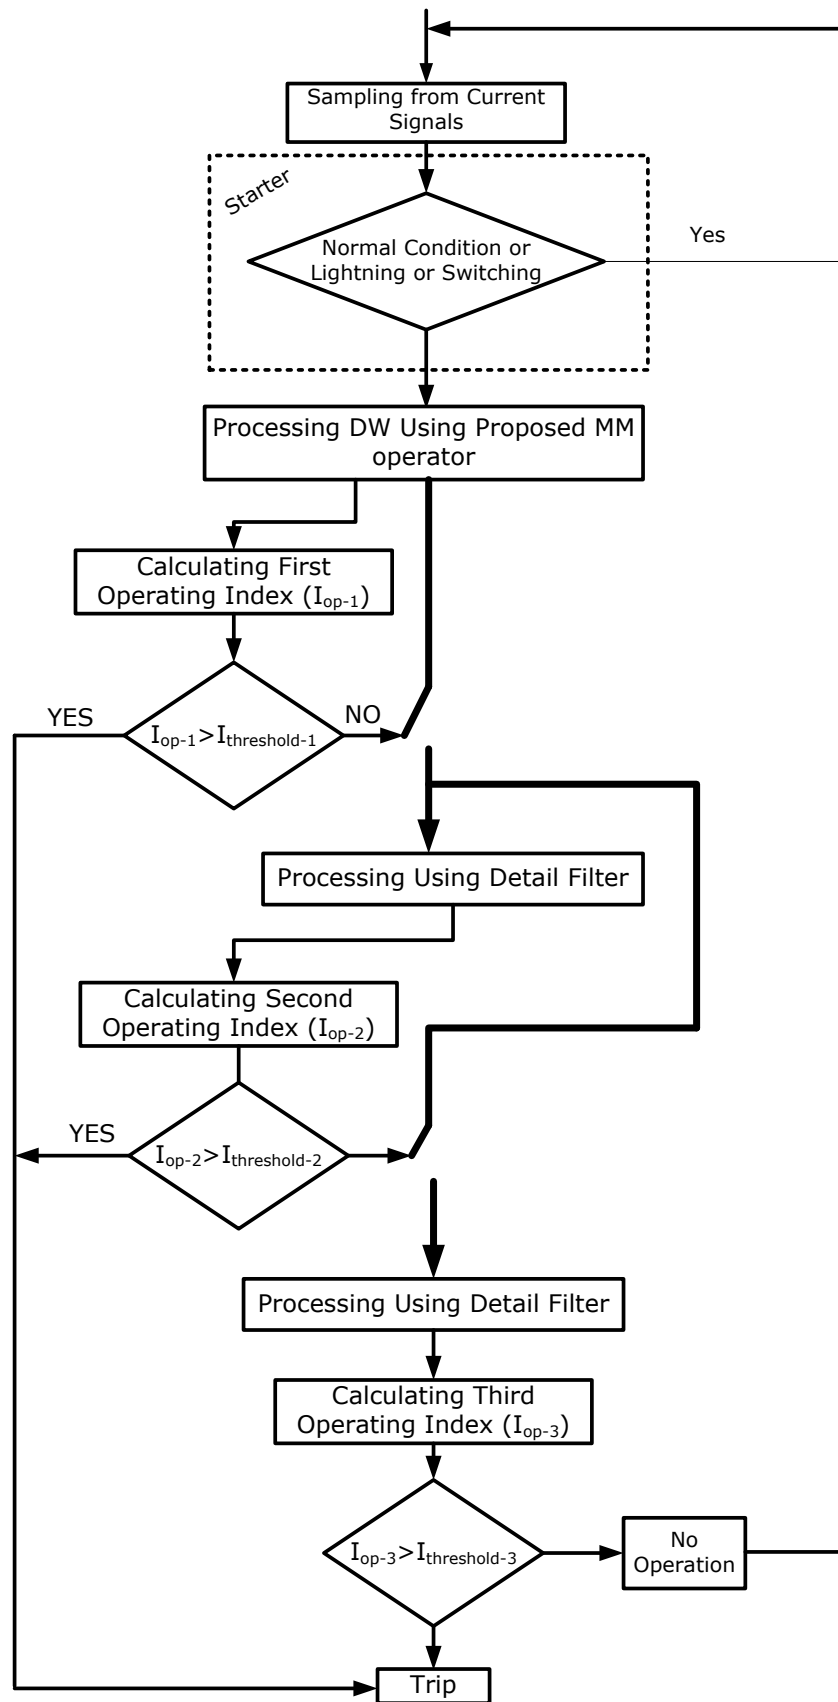 Sampling from Current
Signals
Starter
Normal Condition or
Lightning or Switching
Yes
Processing DW Using Proposed MM
operator
Calculating First
Operating Index (Iop-1)
YES
Iop-1>Ithreshold-1
NO
Processing Using Detail Filter
Calculating Second
Operating Index (Iop-2)
YES
Iop-2>Ithreshold-2
Processing Using Detail Filter
Calculating Third
Operating Index (Iop-3)
Iop-3>Ithreshold-3
No
Operation
Trip